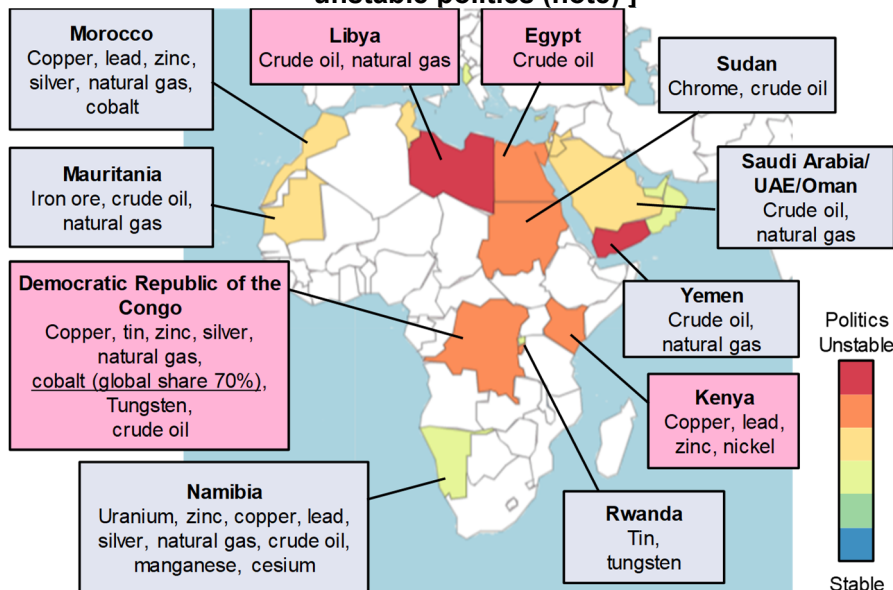 unstable politics (note) ]
Morocco
Copper, lead, zinc,
silver, natural gas,
cobalt
Libya
Crude oil, natural gas
Egypt
Crude oil
Sudan
Chrome, crude oil
Mauritania
Iron ore, crude oil,
natural gas
Saudi Arabia/
UAE/Oman
Crude oil,
natural gas
Democratic Republic of the
Congo
Copper, tin, zinc, silver,
natural gas,
cobalt (global share 70%),
Tungsten,
crude oil
Yemen
Crude oil,
natural gas
Politics
Unstable
Kenya
Copper, lead,
zinc, nickel
Namibia
Uranium, zinc, copper, lead,
silver, natural gas, crude oil,
manganese, cesium
Rwanda
Tin,
tungsten
Stable